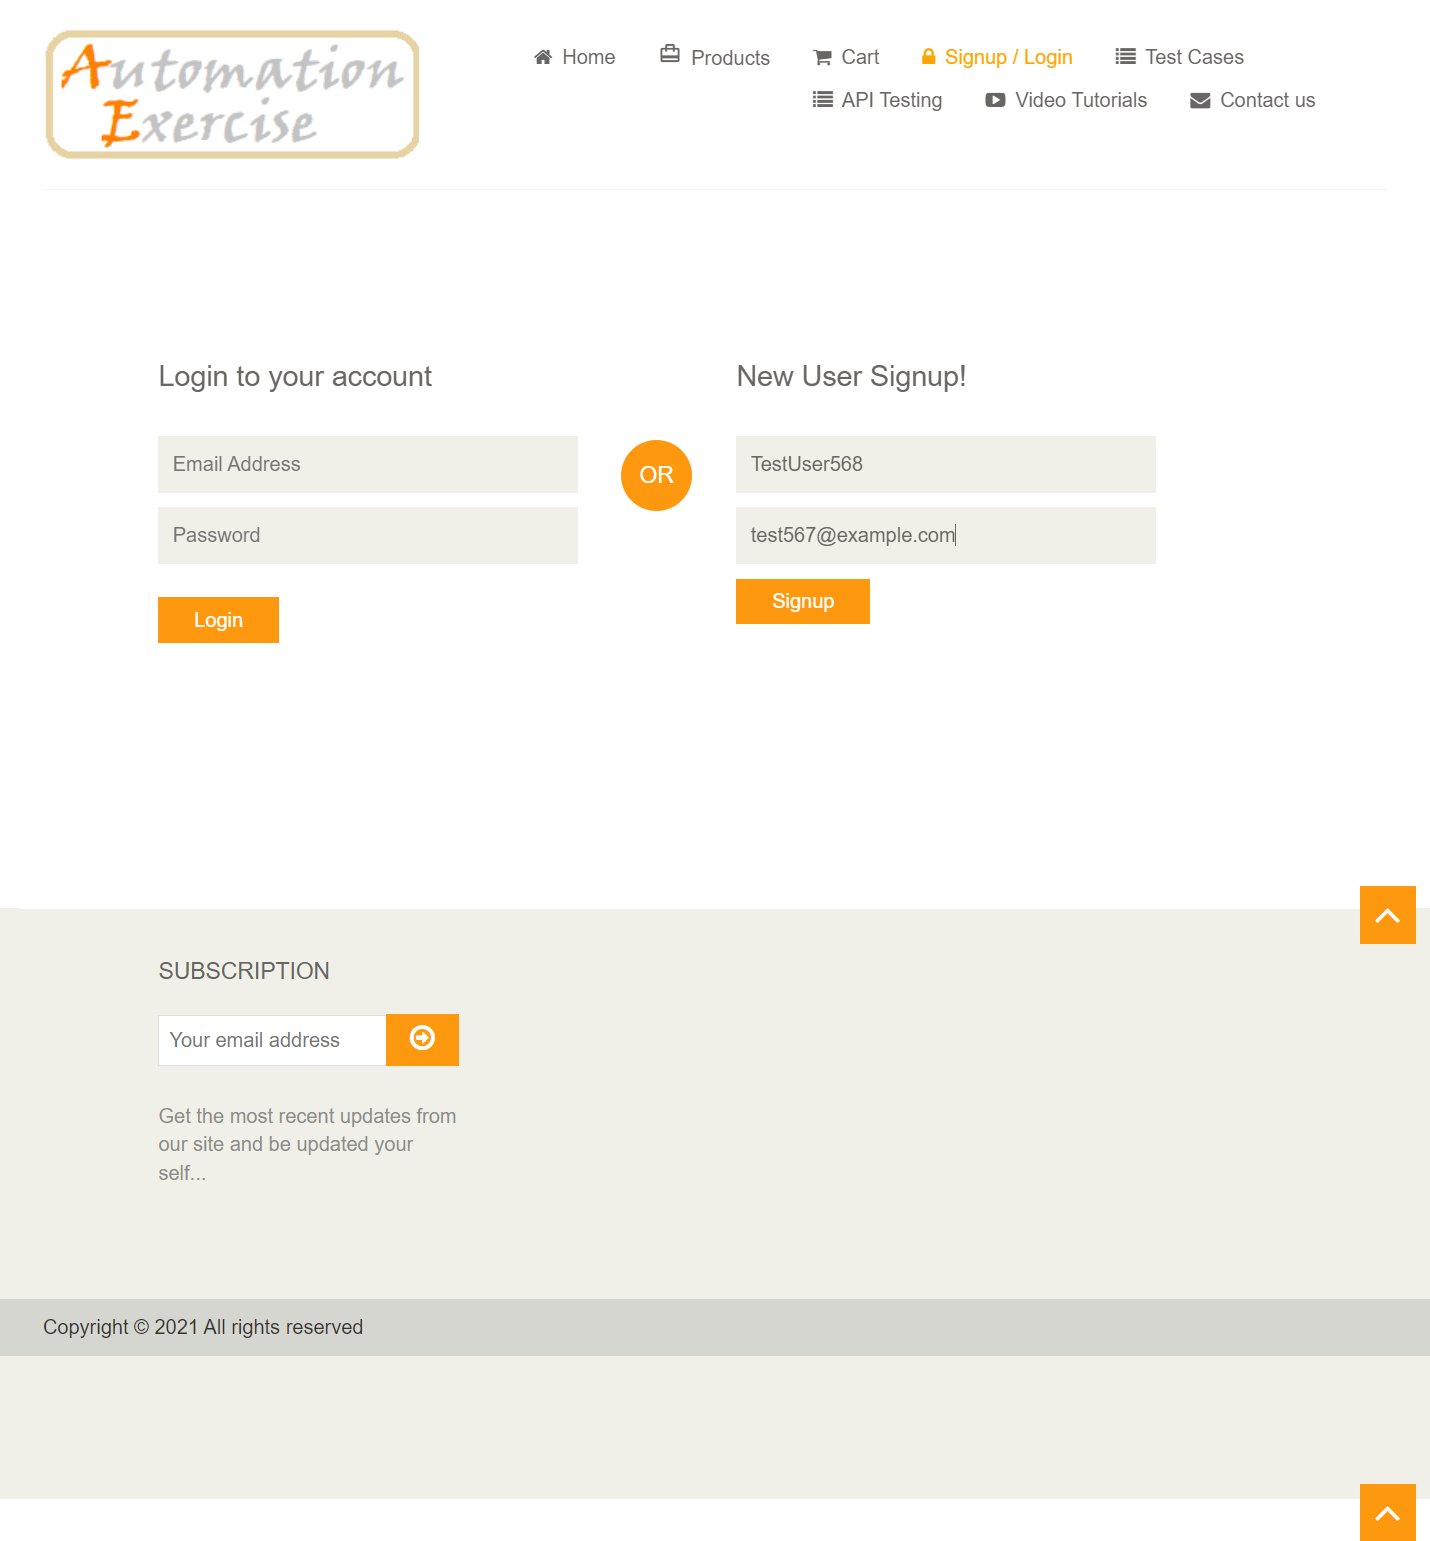 Automation
Exercise
Home
Products
Cart
Signup / Login
Test Cases
API Testing
Video Tutorials
Contact us
Login to your account
Email Address
Password
Login
OR
New User Signup!
TestUser568
test567@example.com
Signup
SUBSCRIPTION
Your email address
Get the most recent updates from
our site and be updated your
self...
Copyright © 2021 All rights reserved